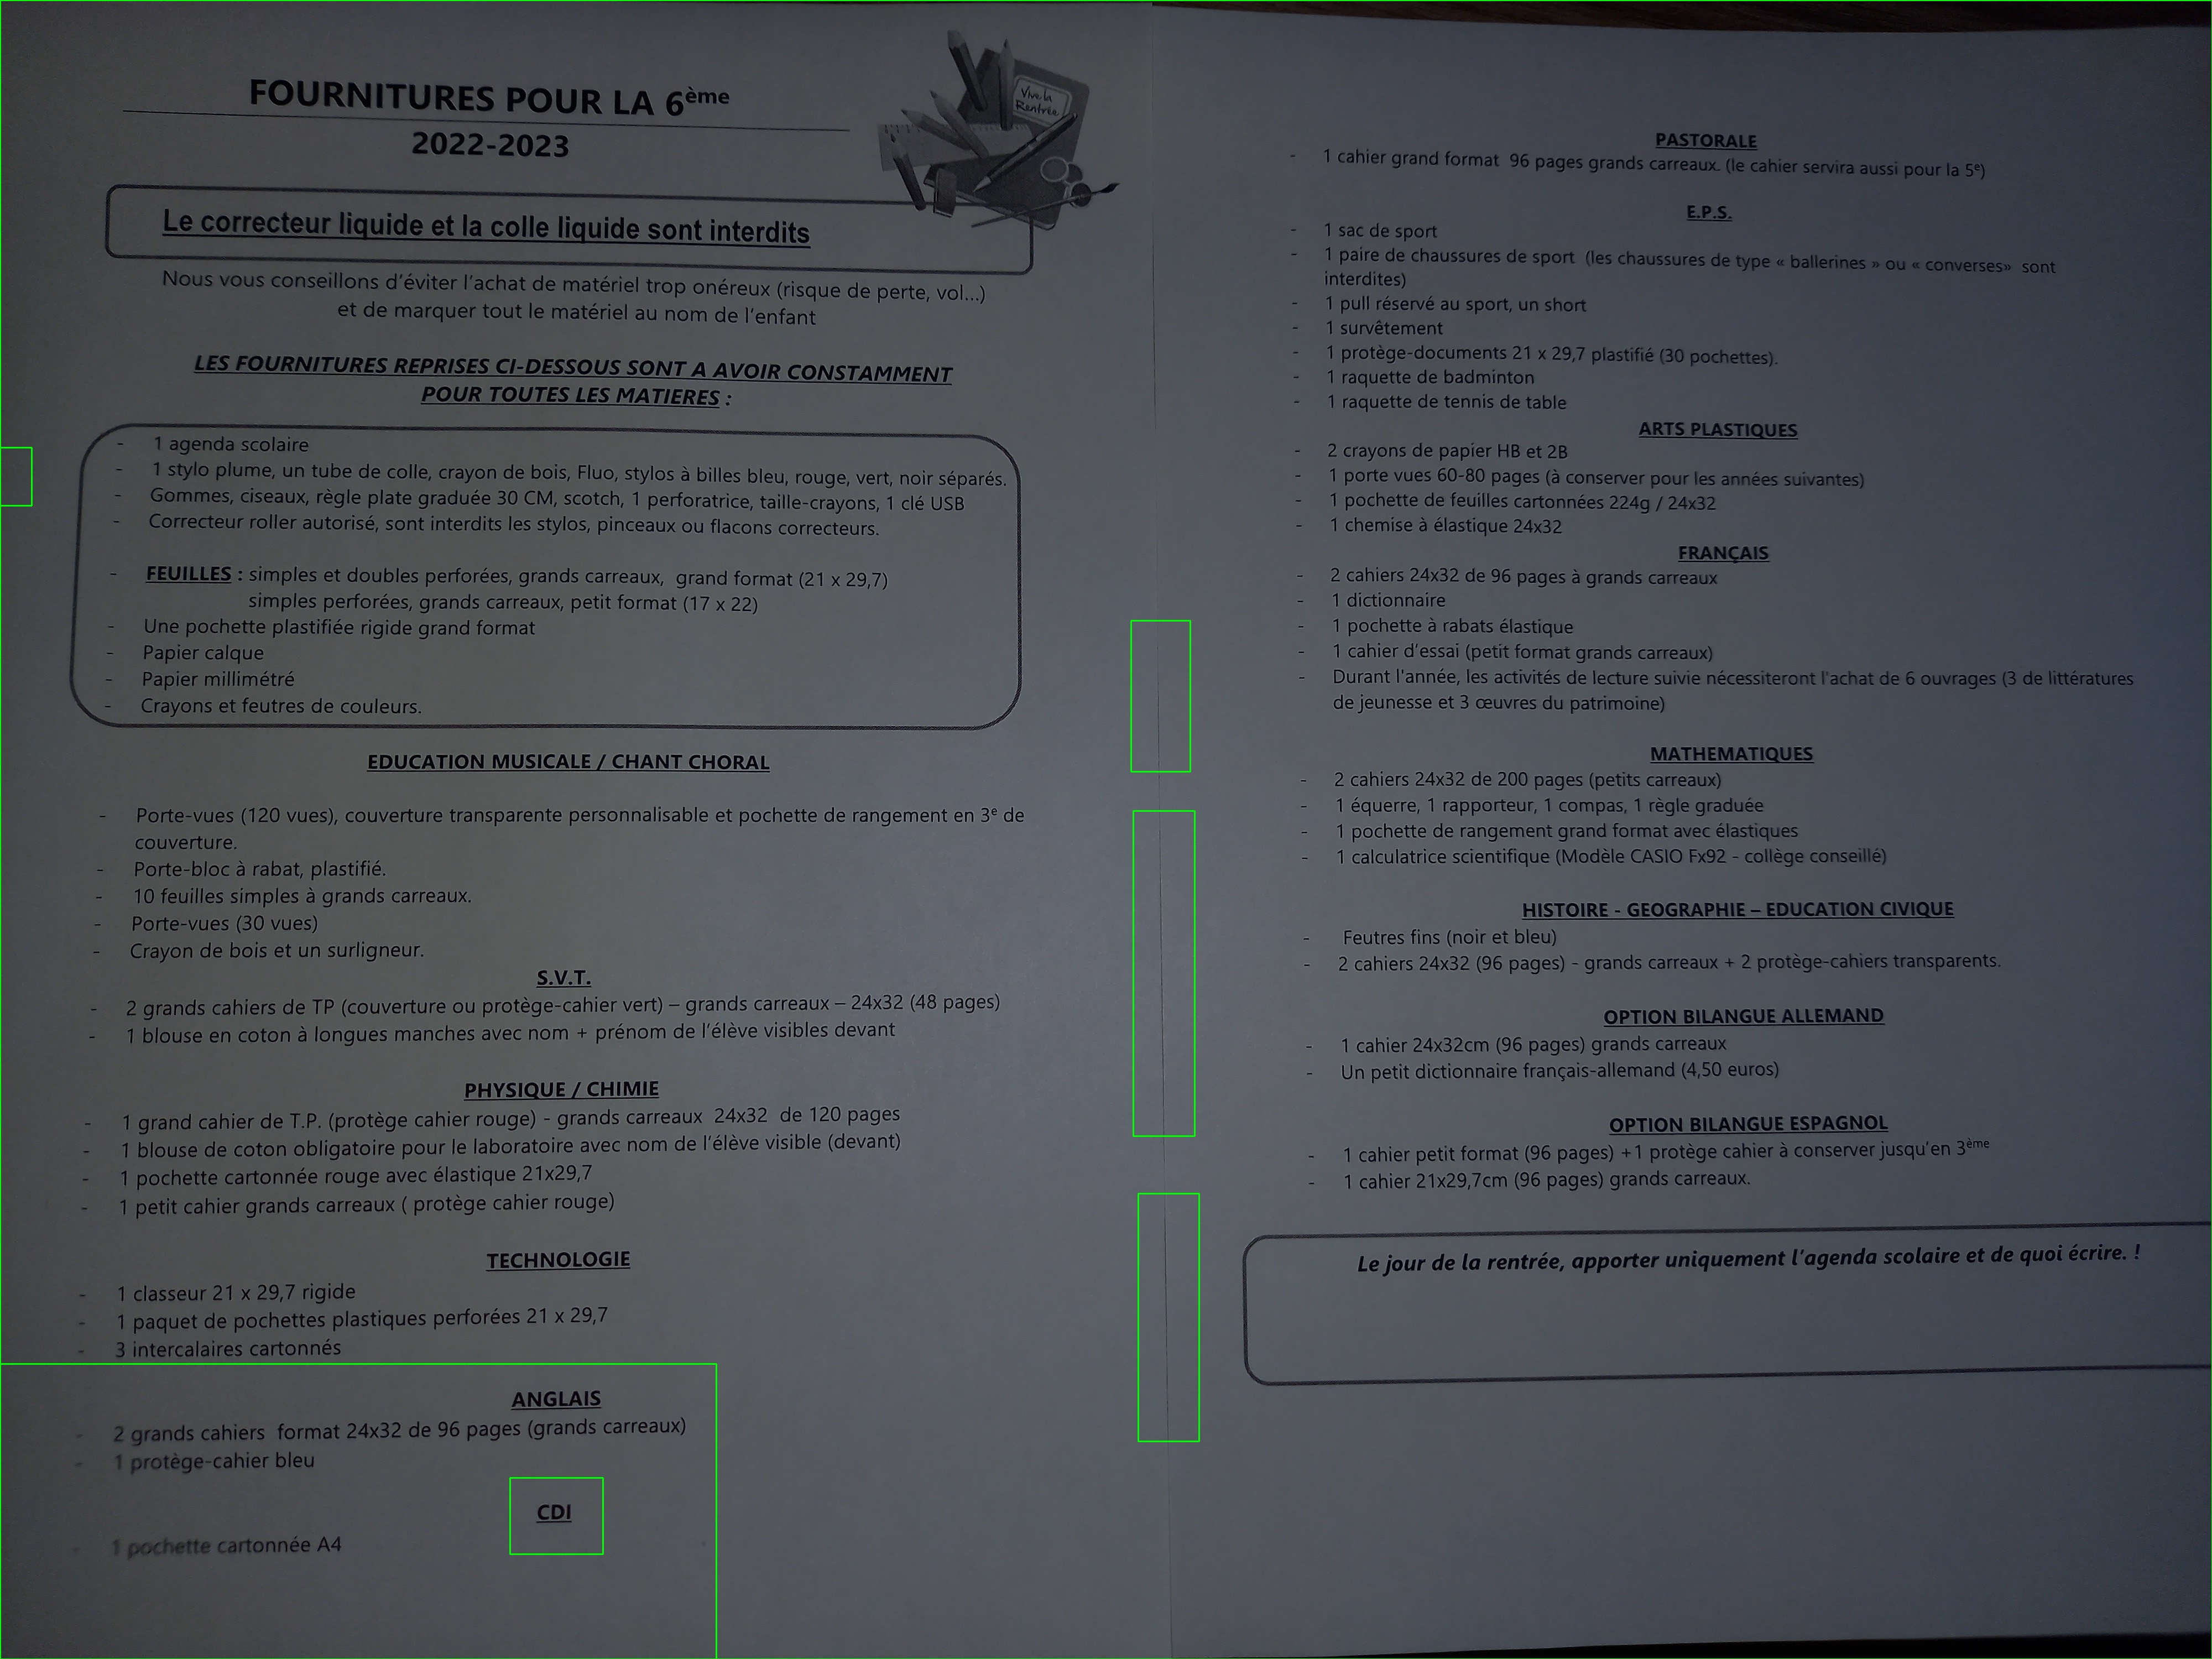 FOURNITURES POUR LA 6ème
2022-2023
Vive la
Rentrée
Le correcteur liquide et la colle liquide sont interdits
Nous vous conseillons d'éviter l'achat de matériel trop onéreux (risque de perte, vol...)
et de marquer tout le matériel au nom de l'enfant
LES FOURNITURES REPRISES CI-DESSOUS SONT A AVOIR CONSTAMMENT
POUR TOUTES LES MATIERES :
- 1 agenda scolaire
- 1 stylo plume, un tube de colle, crayon de bois, Fluo, stylos à billes bleu, rouge, vert, noir séparés.
- Gommes, ciseaux, règle plate graduée 30 CM, scotch, 1 perforatrice, taille-crayons, 1 clé USB
- Correcteur roller autorisé, sont interdits les stylos, pinceaux ou flacons correcteurs.
- FEUILLES : simples et doubles perforées, grands carreaux, grand format (21 x 29,7)
simples perforées, grands carreaux, petit format (17 x 22)
- Une pochette plastifiée rigide grand format
- Papier calque
- Papier millimétré
- Crayons et feutres de couleurs.
EDUCATION MUSICALE / CHANT CHORAL
- Porte-vues (120 vues), couverture transparente personnalisable et pochette de rangement en 3e de
couverture.
- Porte-bloc à rabat, plastifié.
- 10 feuilles simples à grands carreaux.
- Porte-vues (30 vues)
- Crayon de bois et un surligneur.
S.V.T.
- 2 grands cahiers de TP (couverture ou protège-cahier vert) – grands carreaux – 24x32 (48 pages)
- 1 blouse en coton à longues manches avec nom + prénom de l'élève visibles devant
PHYSIQUE / CHIMIE
- 1 grand cahier de T.P. (protège cahier rouge) - grands carreaux 24x32 de 120 pages
- 1 blouse de coton obligatoire pour le laboratoire avec nom de l'élève visible (devant)
- 1 pochette cartonnée rouge avec élastique 21x29,7
- 1 petit cahier grands carreaux ( protège cahier rouge)
TECHNOLOGIE
- 1 classeur 21 x 29,7 rigide
- 1 paquet de pochettes plastiques perforées 21 x 29,7
- 3 intercalaires cartonnés
ANGLAIS
- 2 grands cahiers format 24x32 de 96 pages (grands carreaux)
- 1 protège-cahier bleu
CDI
- 1 pochette cartonnée A4
PASTORALE
- 1 cahier grand format 96 pages grands carreaux. (le cahier servira aussi pour la 5e)
E.P.S.
- 1 sac de sport
- 1 paire de chaussures de sport (les chaussures de type « ballerines » ou « converses» sont
interdites)
- 1 pull réservé au sport, un short
- 1 survêtement
- 1 protège-documents 21 x 29,7 plastifié (30 pochettes).
- 1 raquette de badminton
- 1 raquette de tennis de table
ARTS PLASTIQUES
- 2 crayons de papier HB et 2B
- 1 porte vues 60-80 pages (à conserver pour les années suivantes)
- 1 pochette de feuilles cartonnées 224g / 24x32
- 1 chemise à élastique 24x32
FRANÇAIS
- 2 cahiers 24x32 de 96 pages à grands carreaux
- 1 dictionnaire
- 1 pochette à rabats élastique
- 1 cahier d'essai (petit format grands carreaux)
- Durant l'année, les activités de lecture suivie nécessiteront l'achat de 6 ouvrages (3 de littératures
de jeunesse et 3 œuvres du patrimoine)
MATHEMATIQUES
- 2 cahiers 24x32 de 200 pages (petits carreaux)
- 1 équerre, 1 rapporteur, 1 compas, 1 règle graduée
- 1 pochette de rangement grand format avec élastiques
- 1 calculatrice scientifique (Modèle CASIO Fx92 - collège conseillé)
HISTOIRE - GEOGRAPHIE – EDUCATION CIVIQUE
- Feutres fins (noir et bleu)
- 2 cahiers 24x32 (96 pages) - grands carreaux + 2 protège-cahiers transparents.
OPTION BILANGUE ALLEMAND
- 1 cahier 24x32cm (96 pages) grands carreaux
- Un petit dictionnaire français-allemand (4,50 euros)
OPTION BILANGUE ESPAGNOL
- 1 cahier petit format (96 pages) +1 protège cahier à conserver jusqu'en 3ème
- 1 cahier 21x29,7cm (96 pages) grands carreaux.
Le jour de la rentrée, apporter uniquement l'agenda scolaire et de quoi écrire. !